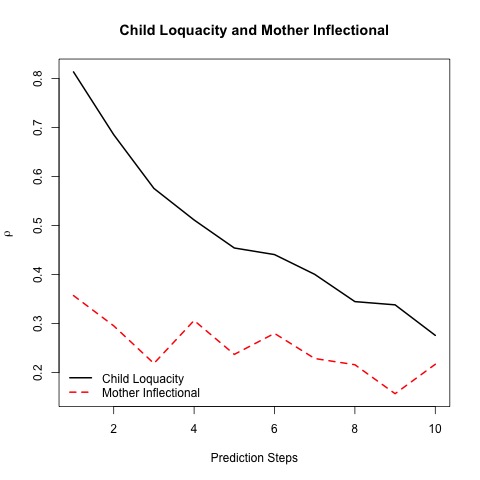 Child Loquacity and Mother Inflectional
0.8
0.7
0.6
0.5
0.4
0.3
0.2
ρ
Child Loquacity
Mother Inflectional
2 4 6 8 10
Prediction Steps